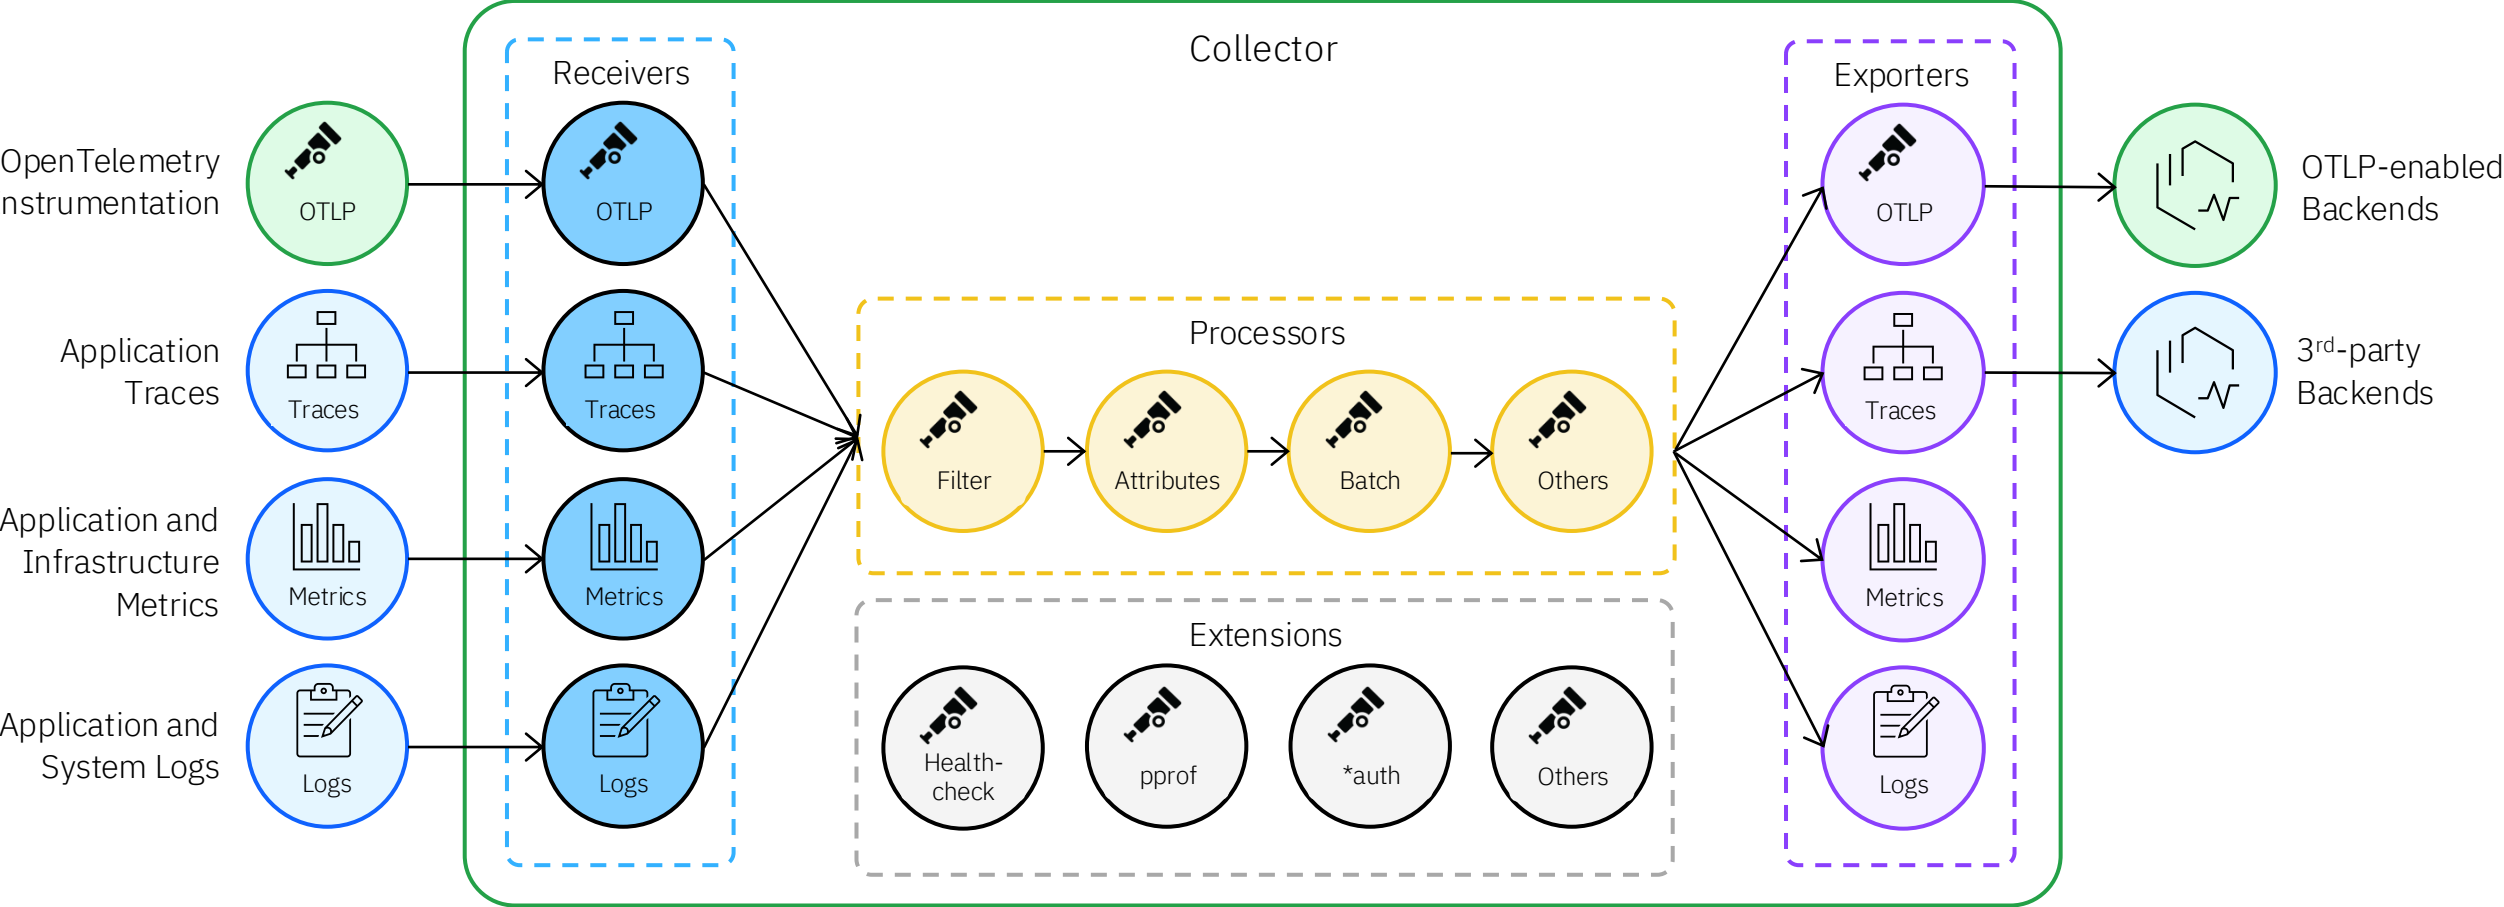 Collector
OpenTelemetry
nstrumentation
OTLP
Application
Traces
Traces
Application and
Infrastructure
Metrics
Metrics
Application and
System Logs
Logs
Receivers
OTLP
Traces
Metrics
Logs
Processors
Filter
Attributes
Batch
Others
Extensions
Health-
check
pprof
*auth
Others
Exporters
OTLP
Traces
Metrics
Logs
OTLP-enabled
Backends
3rd-party
Backends